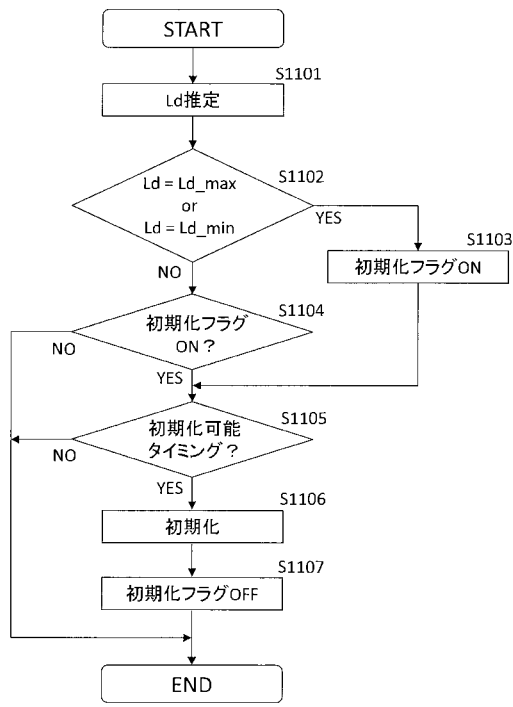 START
S1101
Ld推定
S1102
Ld = Ld_max
or
Ld = Ld_min
YES
S1103
初期化フラグON
NO
S1104
初期化フラグ
ON？
NO
YES
S1105
初期化可能
タイミング？
NO
YES
S1106
初期化
S1107
初期化フラグOFF
END